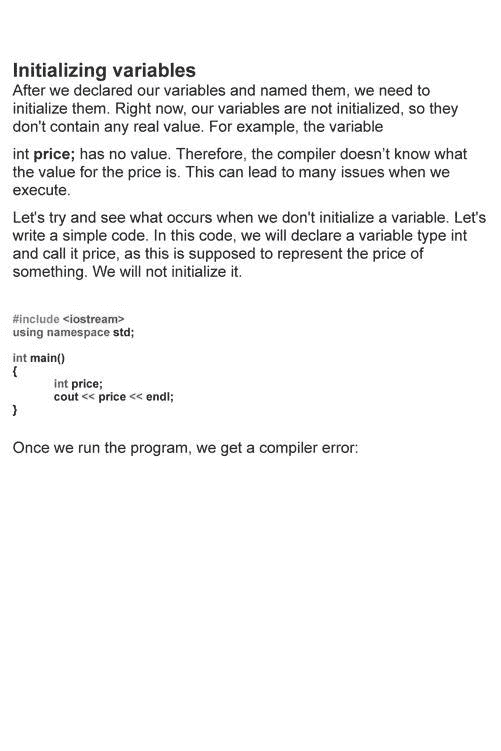 Initializing variables
After we declared our variables and named them, we need to
initialize them. Right now, our variables are not initialized, so they
don't contain any real value. For example, the variable
int price; has no value. Therefore, the compiler doesn’t know what
the value for the price is. This can lead to many issues when we
execute.
Let's try and see what occurs when we don't initialize a variable. Let's
write a simple code. In this code, we will declare a variable type int
and call it price, as this is supposed to represent the price of
something. We will not initialize it.
#include <iostream>
using namespace std;
int main()
{
int price;
cout << price << endl;
}
Once we run the program, we get a compiler error: